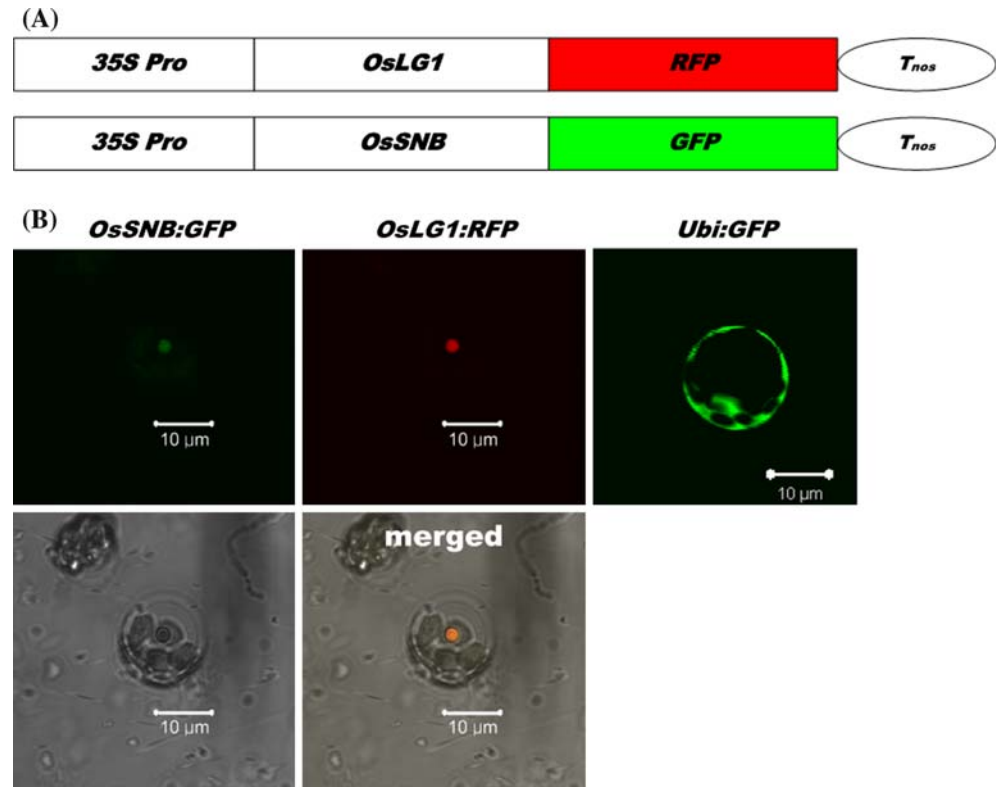 (A)
35S Pro OsLG1 RFP Tnos
35S Pro OsSNB GFP Tnos
(B)
OsSNB:GFP OsLG1:RFP Ubi:GFP
10 µm 10 µm 10 µm
merged
10 µm 10 µm